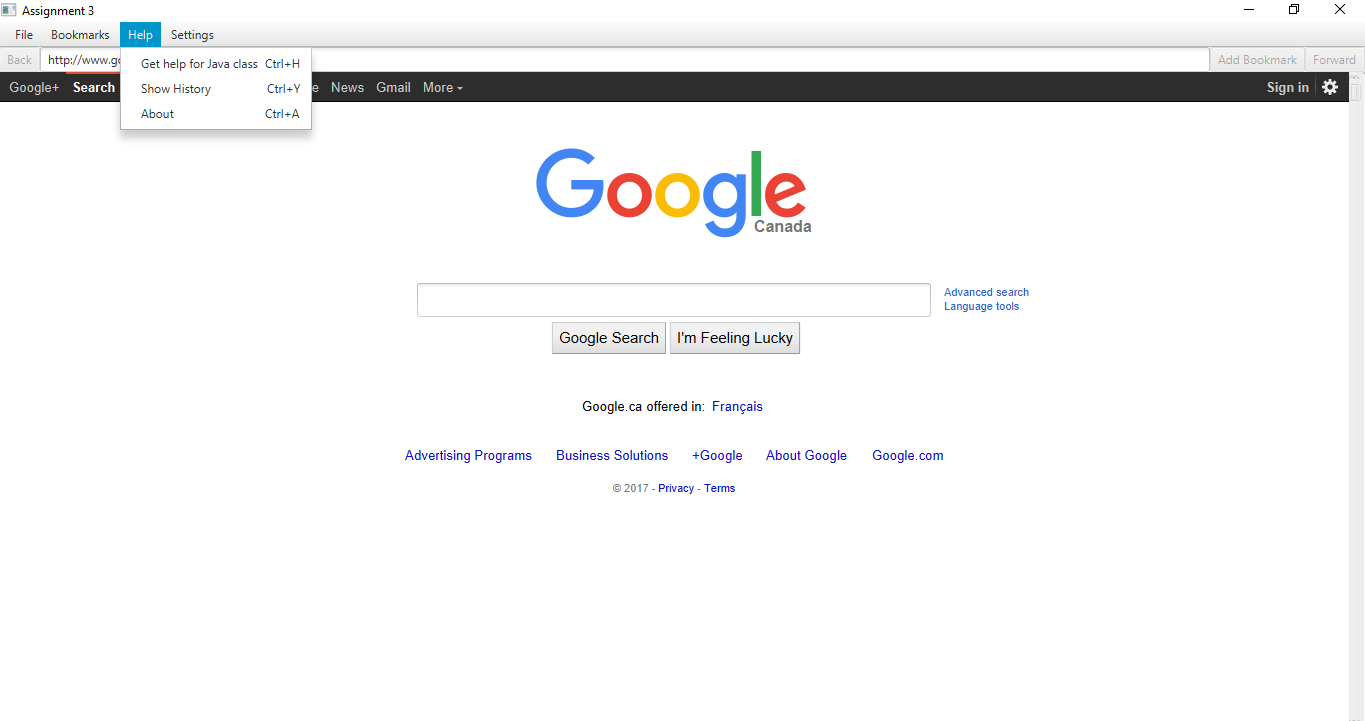 Assignment 3
File Bookmarks Help Settings
Back http://www.g Add Bookmark Forward
Get help for Java class Ctrl+H
Show History Ctrl+Y
About Ctrl+A
Google+ Search e News Gmail More Sign in
Google
Canada
Advanced search
Language tools
Google Search I'm Feeling Lucky
Google.ca offered in: Français
Advertising Programs Business Solutions +Google About Google Google.com
© 2017 - Privacy - Terms